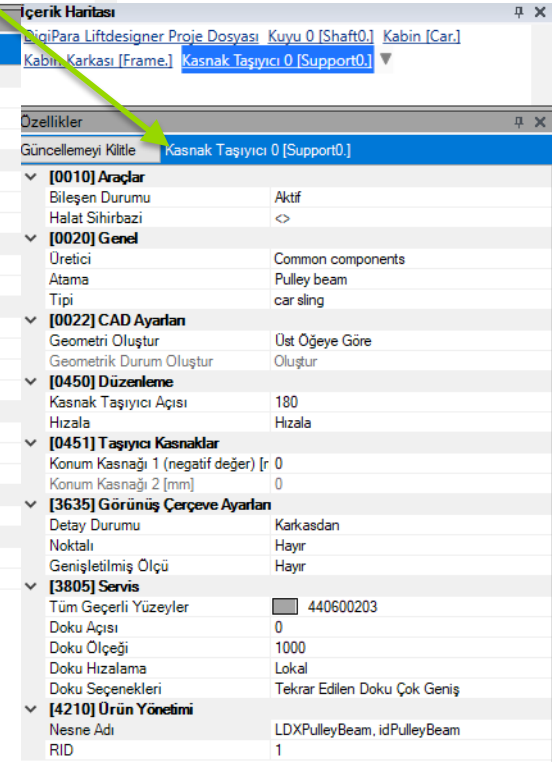 İçerik Haritası
DigiPara Liftdesigner Proje Dosyası Kuyu 0 [Shaft0.] Kabin [Car.]
Kabin Karkası [Frame.] Kasnak Taşıyıcı 0 [Support0.]
Özellikler
Güncellemeyi Kilitle Kasnak Taşıyıcı 0 [Support0.]
[0010] Araçlar
Bileşen Durumu Aktif
Halat Sihirbazi <>
[0020] Genel
Üretici Common components
Atama Pulley beam
Tipi car sling
[0022] CAD Ayarları
Geometri Oluştur Üst Öğeye Göre
Geometrik Durum Oluştur Oluştur
[0450] Düzenleme
Kasnak Taşıyıcı Açısı 180
Hızala Hızala
[0451] Taşıyıcı Kasnaklar
Konum Kasnağı 1 (negatif değer) [r 0
Konum Kasnağı 2 [mm] 0
[3635] Görünüş Çerçeve Ayarları
Detay Durumu Karkasdan
Noktalı Hayır
Genişletilmiş Ölçü Hayır
[3805] Servis
Tüm Geçerli Yüzeyler 440600203
Doku Açısı 0
Doku Ölçeği 1000
Doku Hızalama Lokal
Doku Seçenekleri Tekrar Edilen Doku Çok Geniş
[4210] Ürün Yönetimi
Nesne Adı LDXPulleyBeam, idPulleyBeam
RID 1